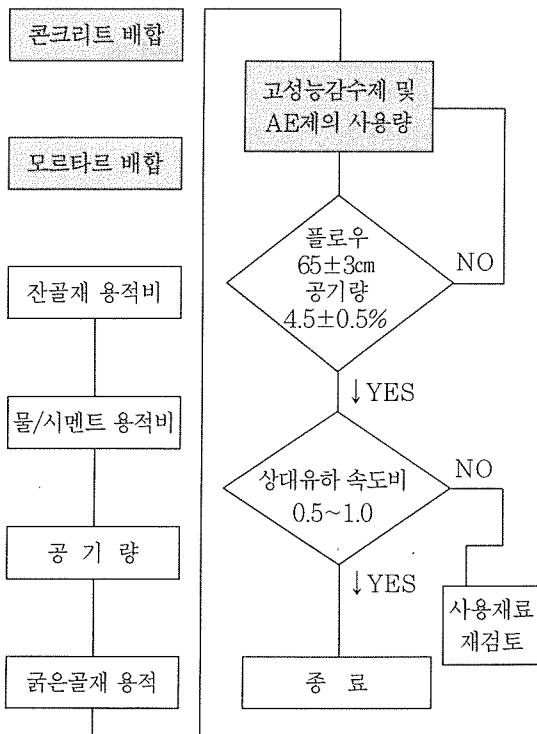 콘크리트 배합
모르타르 배합
잔골재 용적비
물/시멘트 용적비
공 기 량
굵은골재 용적
고성능감수제 및
AE제의 사용량
플로우
65±3㎝
공기량
4.5±0.5%
NO
↓YES
상대유하 속도비
0.5~1.0
NO
↓YES
사용재료
재검토
종 료